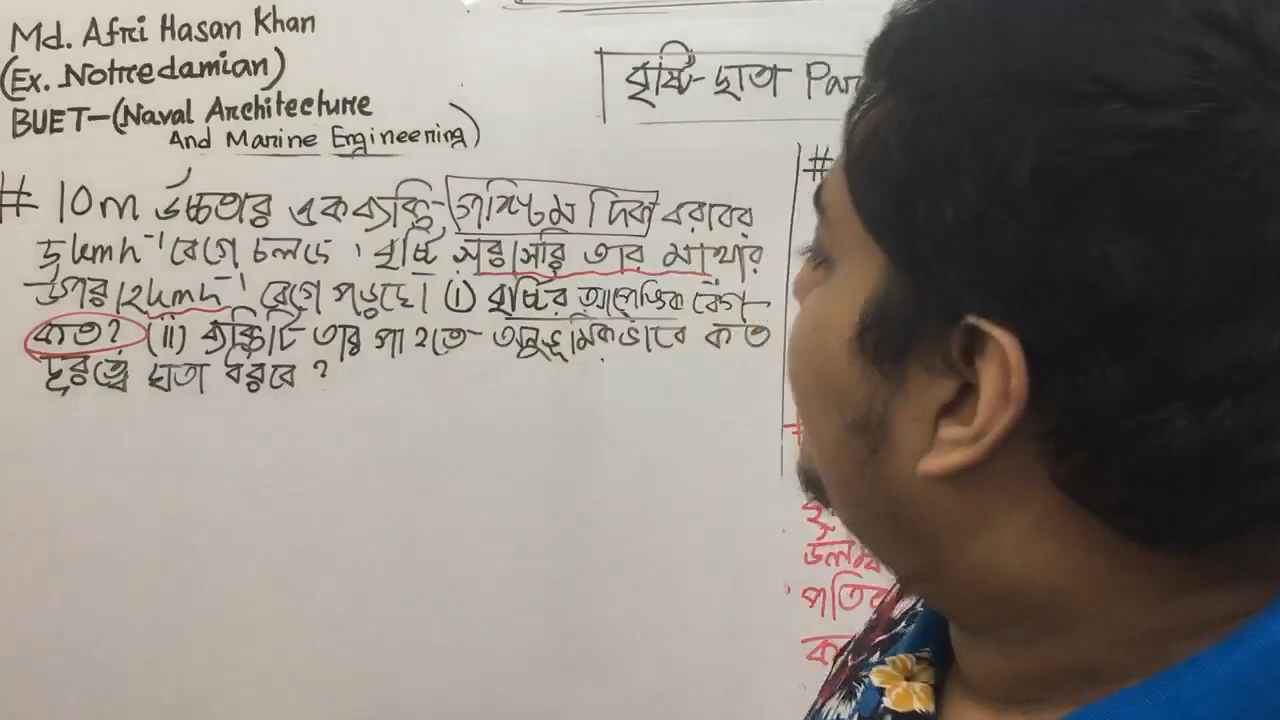 Md. Afri Hasan Khan
(Ex. Notredamian)
BUET-(Naval Architecture
And Marine Engineering)
বৃষ্টি-ছাতা
# 10m উচ্চতার একব্যক্তি পশ্চিম দিক বরাবর
kmh⁻¹ বেগে চলছে । বৃষ্টি সরাসরি তার মাথার
উপর 12kmh⁻¹ বেগে পড়ছে। (i) বৃষ্টির আপেক্ষিক বেগ
কত? (ii) ব্যক্তিটি তার পা হতে অনুভূমিকভাবে কত
দূরত্বে ছাতা ধরবে ?
#